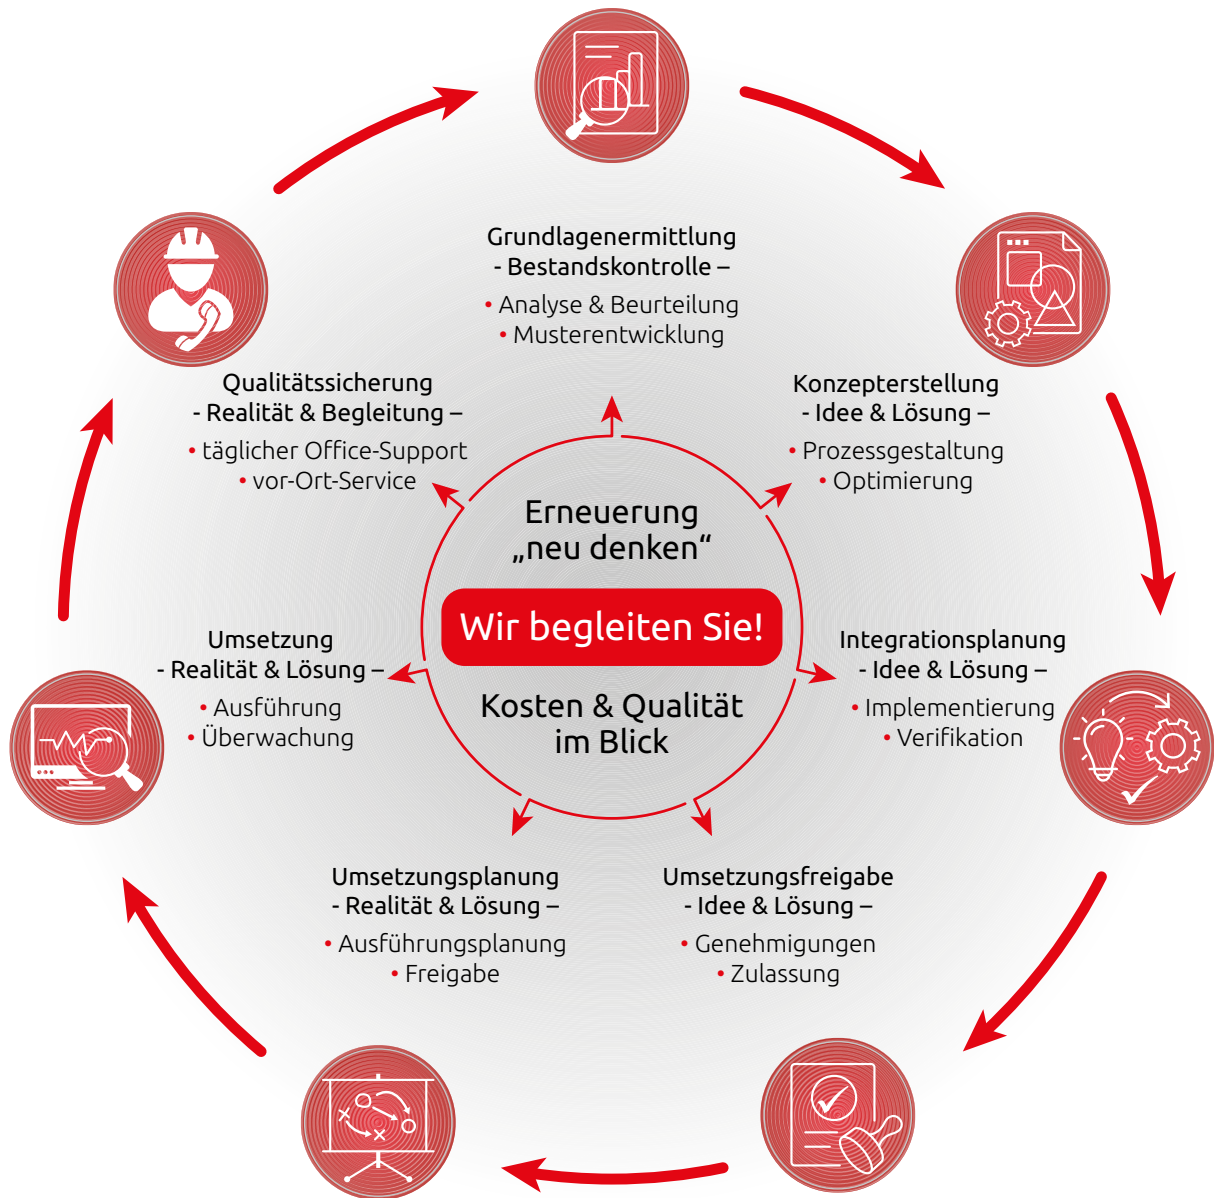 Grundlagenermittlung
- Bestandskontrolle –
• Analyse & Beurteilung
• Musterentwicklung
Konzepterstellung
- Idee & Lösung –
• Prozessgestaltung
• Optimierung
Integrationsplanung
- Idee & Lösung –
• Implementierung
• Verifikation
Umsetzungsfreigabe
- Idee & Lösung –
• Genehmigungen
• Zulassung
Umsetzungsplanung
- Realität & Lösung –
• Ausführungsplanung
• Freigabe
Umsetzung
- Realität & Lösung –
• Ausführung
• Überwachung
Qualitätssicherung
- Realität & Begleitung –
• täglicher Office-Support
• vor-Ort-Service
Erneuerung
„neu denken“
Wir begleiten Sie!
Kosten & Qualität
im Blick